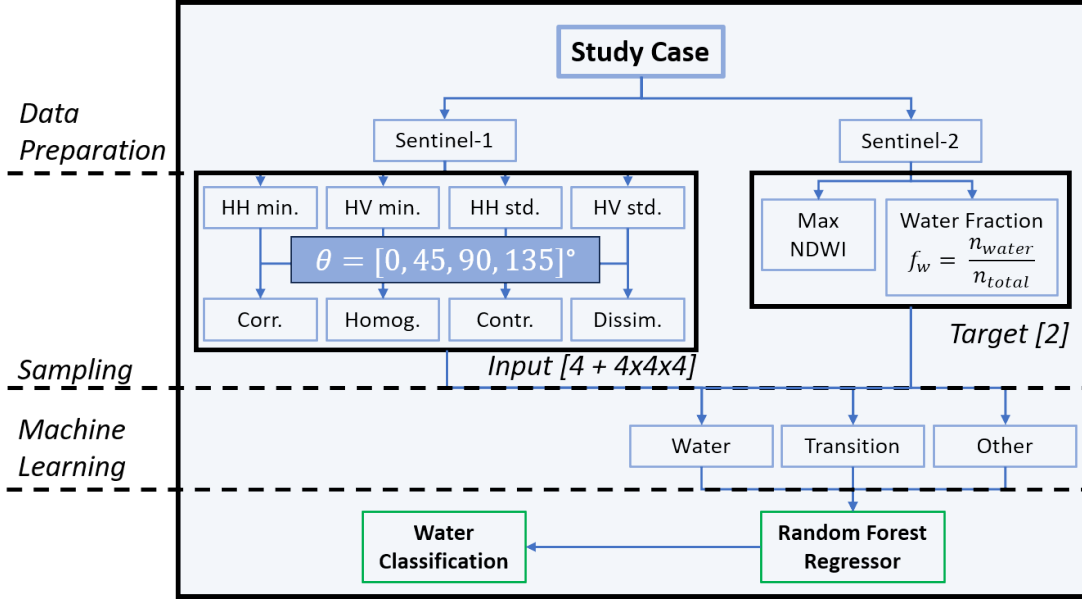 Study Case
Data
Preparation
Sentinel-1
Sentinel-2
HH min.
HV min.
HH std.
HV std.
θ = [0, 45, 90, 135]°
Corr.
Homog.
Contr.
Dissim.
Max
NDWI
Water Fraction
f_w = n_water / n_total
Input [4 + 4x4x4]
Target [2]
Sampling
Machine
Learning
Water
Transition
Other
Water
Classification
Random Forest
Regressor